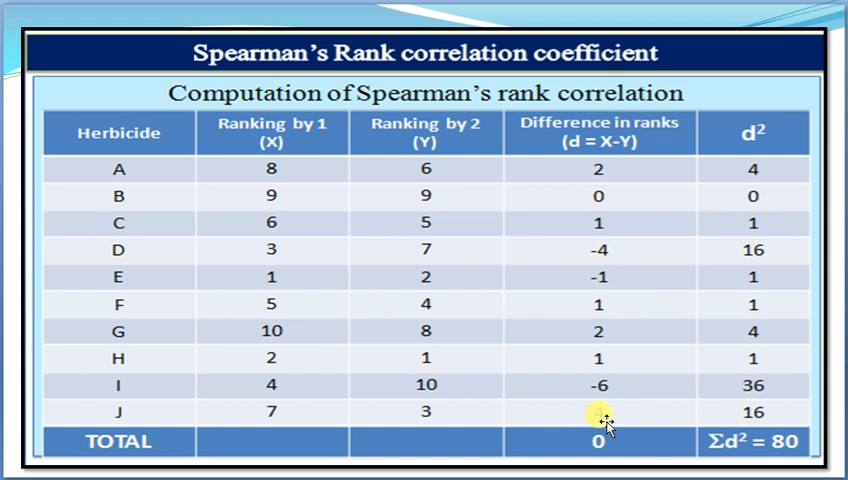 Spearman's Rank correlation coefficient
Computation of Spearman's rank correlation
Herbicide Ranking by 1 (X) Ranking by 2 (Y) Difference in ranks (d = X-Y) d²
A 8 6 2 4
B 9 9 0 0
C 6 5 1 1
D 3 7 -4 16
E 1 2 -1 1
F 5 4 1 1
G 10 8 2 4
H 2 1 1 1
I 4 10 -6 36
J 7 3 4 16
TOTAL 0 Σd² = 80